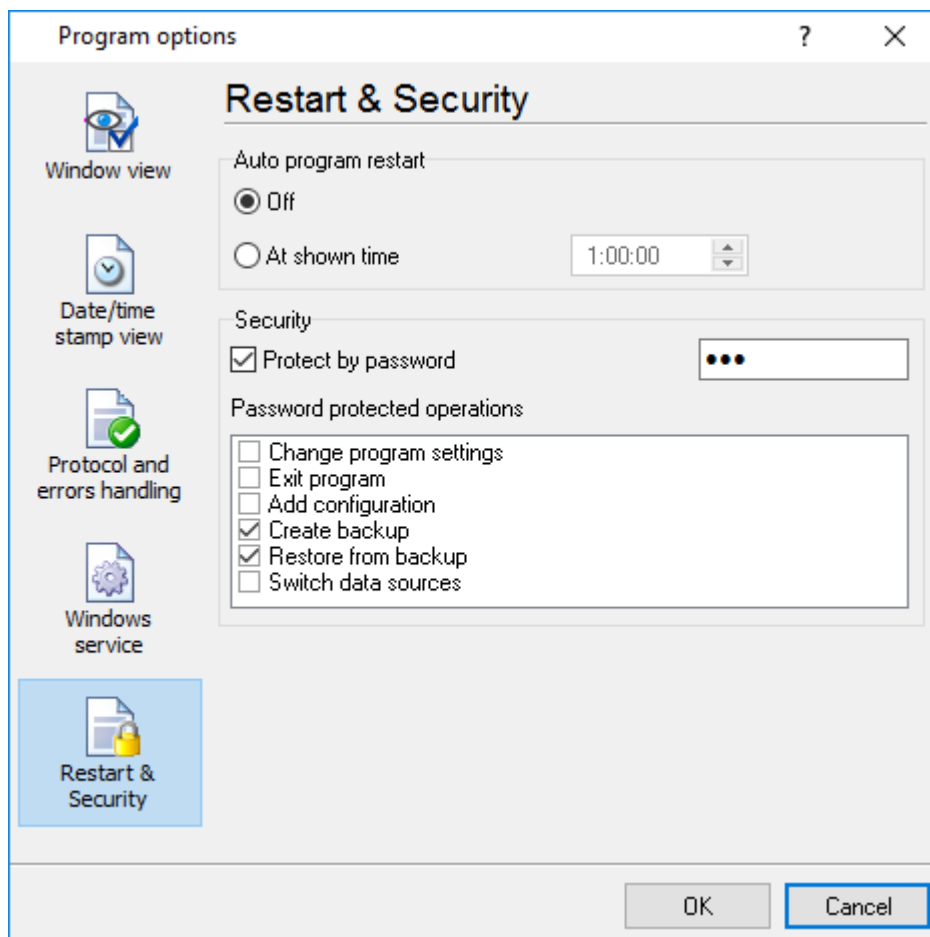 Program options
?
Window view
Date/time
stamp view
Protocol and
errors handling
Windows
service
Restart &
Security
Restart & Security
Auto program restart
Off
At shown time
1:00:00
Security
Protect by password
•••
Password protected operations
Change program settings
Exit program
Add configuration
Create backup
Restore from backup
Switch data sources
OK
Cancel